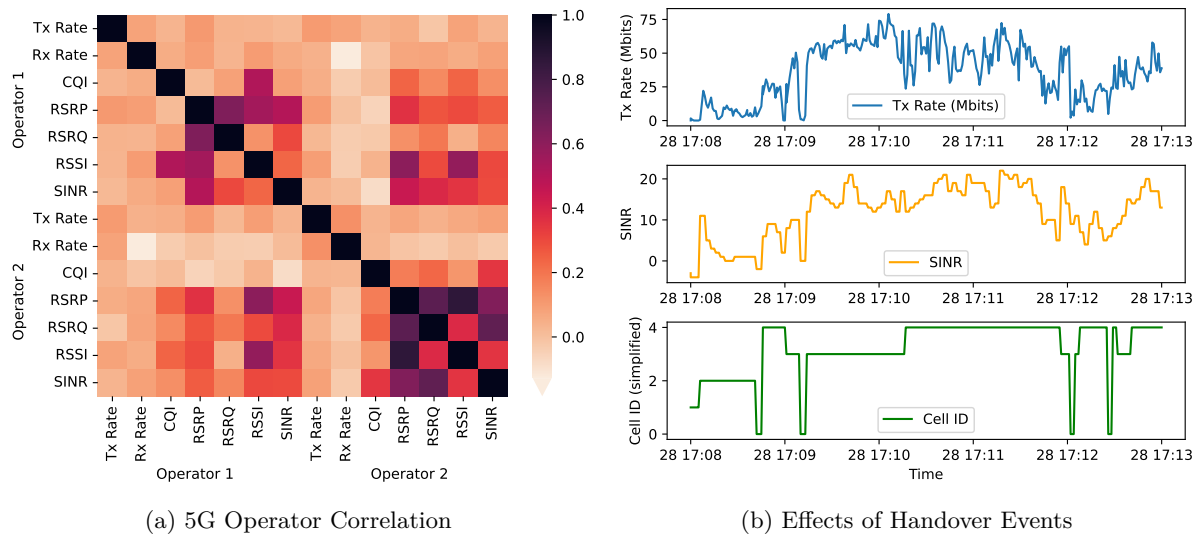 Operator 1
Operator 2
Tx Rate
Rx Rate
CQI
RSRP
RSRQ
RSSI
SINR
Tx Rate
Rx Rate
CQI
RSRP
RSRQ
RSSI
SINR
Tx Rate
Rx Rate
CQI
RSRP
RSRQ
RSSI
SINR
Tx Rate
Rx Rate
CQI
RSRP
RSRQ
RSSI
SINR
Operator 1
Operator 2
1.0
0.8
0.6
0.4
0.2
0.0
(a) 5G Operator Correlation
Tx Rate (Mbits)
75
50
25
0
Tx Rate (Mbits)
28 17:08 28 17:09 28 17:10 28 17:11 28 17:12 28 17:13
SINR
20
10
0
SINR
28 17:08 28 17:09 28 17:10 28 17:11 28 17:12 28 17:13
Cell ID (simplified)
4
2
0
Cell ID
28 17:08 28 17:09 28 17:10 28 17:11 28 17:12 28 17:13
Time
(b) Effects of Handover Events